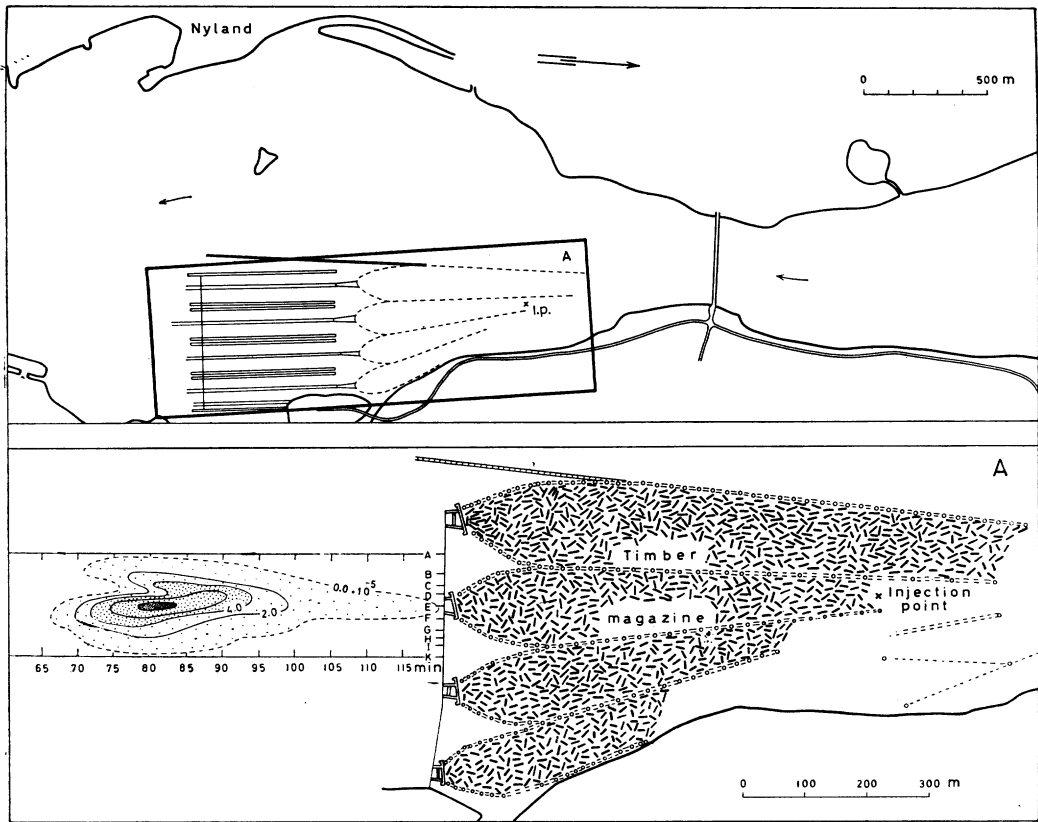 Nyland
0 500 m
A
I.p.
A
Timber
magazine
Injection
point
A
B
C
D
E
F
G
H
I
K
0.0 × 10⁻⁵
4.0
2.0
65 70 75 80 85 90 95 100 105 110 115 min
0 100 200 300 m